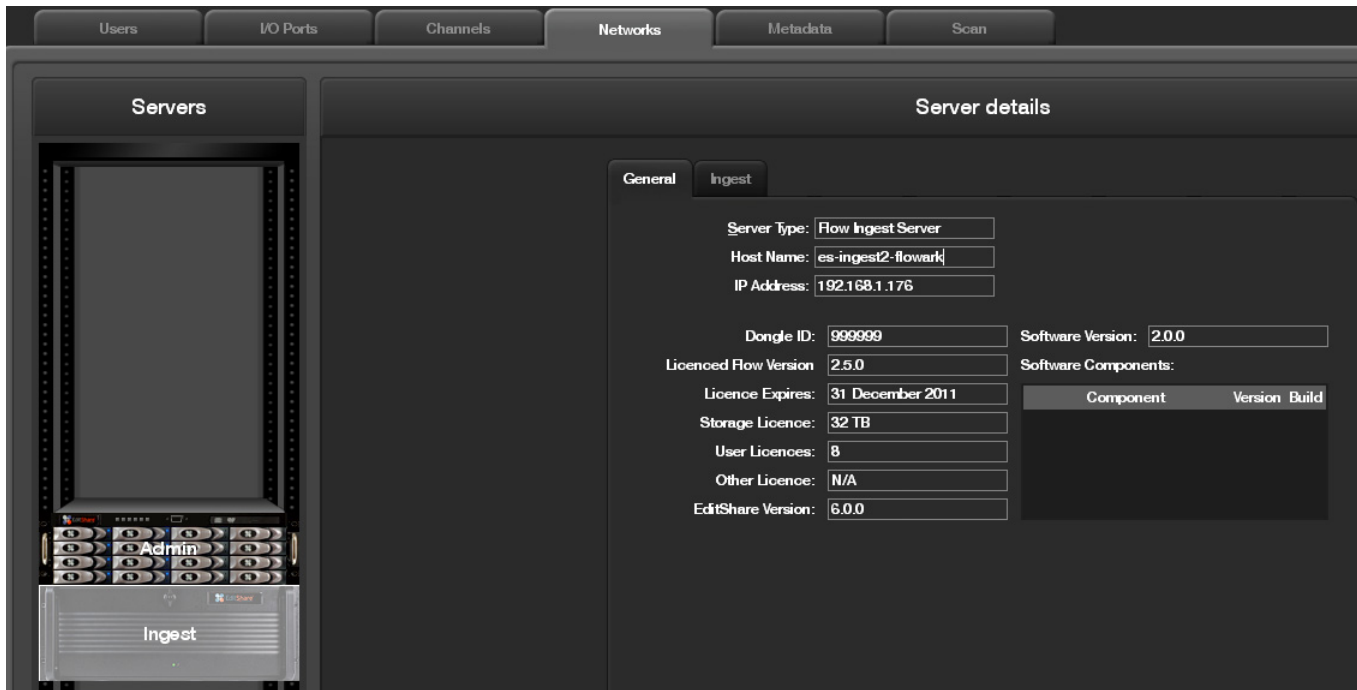 Users I/O Ports Channels Networks Metadata Scan
Servers
Server details
General Ingest
Server Type: Flow Ingest Server
Host Name: es-ingest2-flowark
IP Address: 192.168.1.176
Dongle ID: 999999
Software Version: 2.0.0
Licenced Flow Version 2.5.0
Software Components:
Licence Expires: 31 December 2011
Component Version Build
Storage Licence: 32 TB
User Licences: 8
Other Licence: N/A
EditShare Version: 6.0.0
Admin
EditShare
Ingest